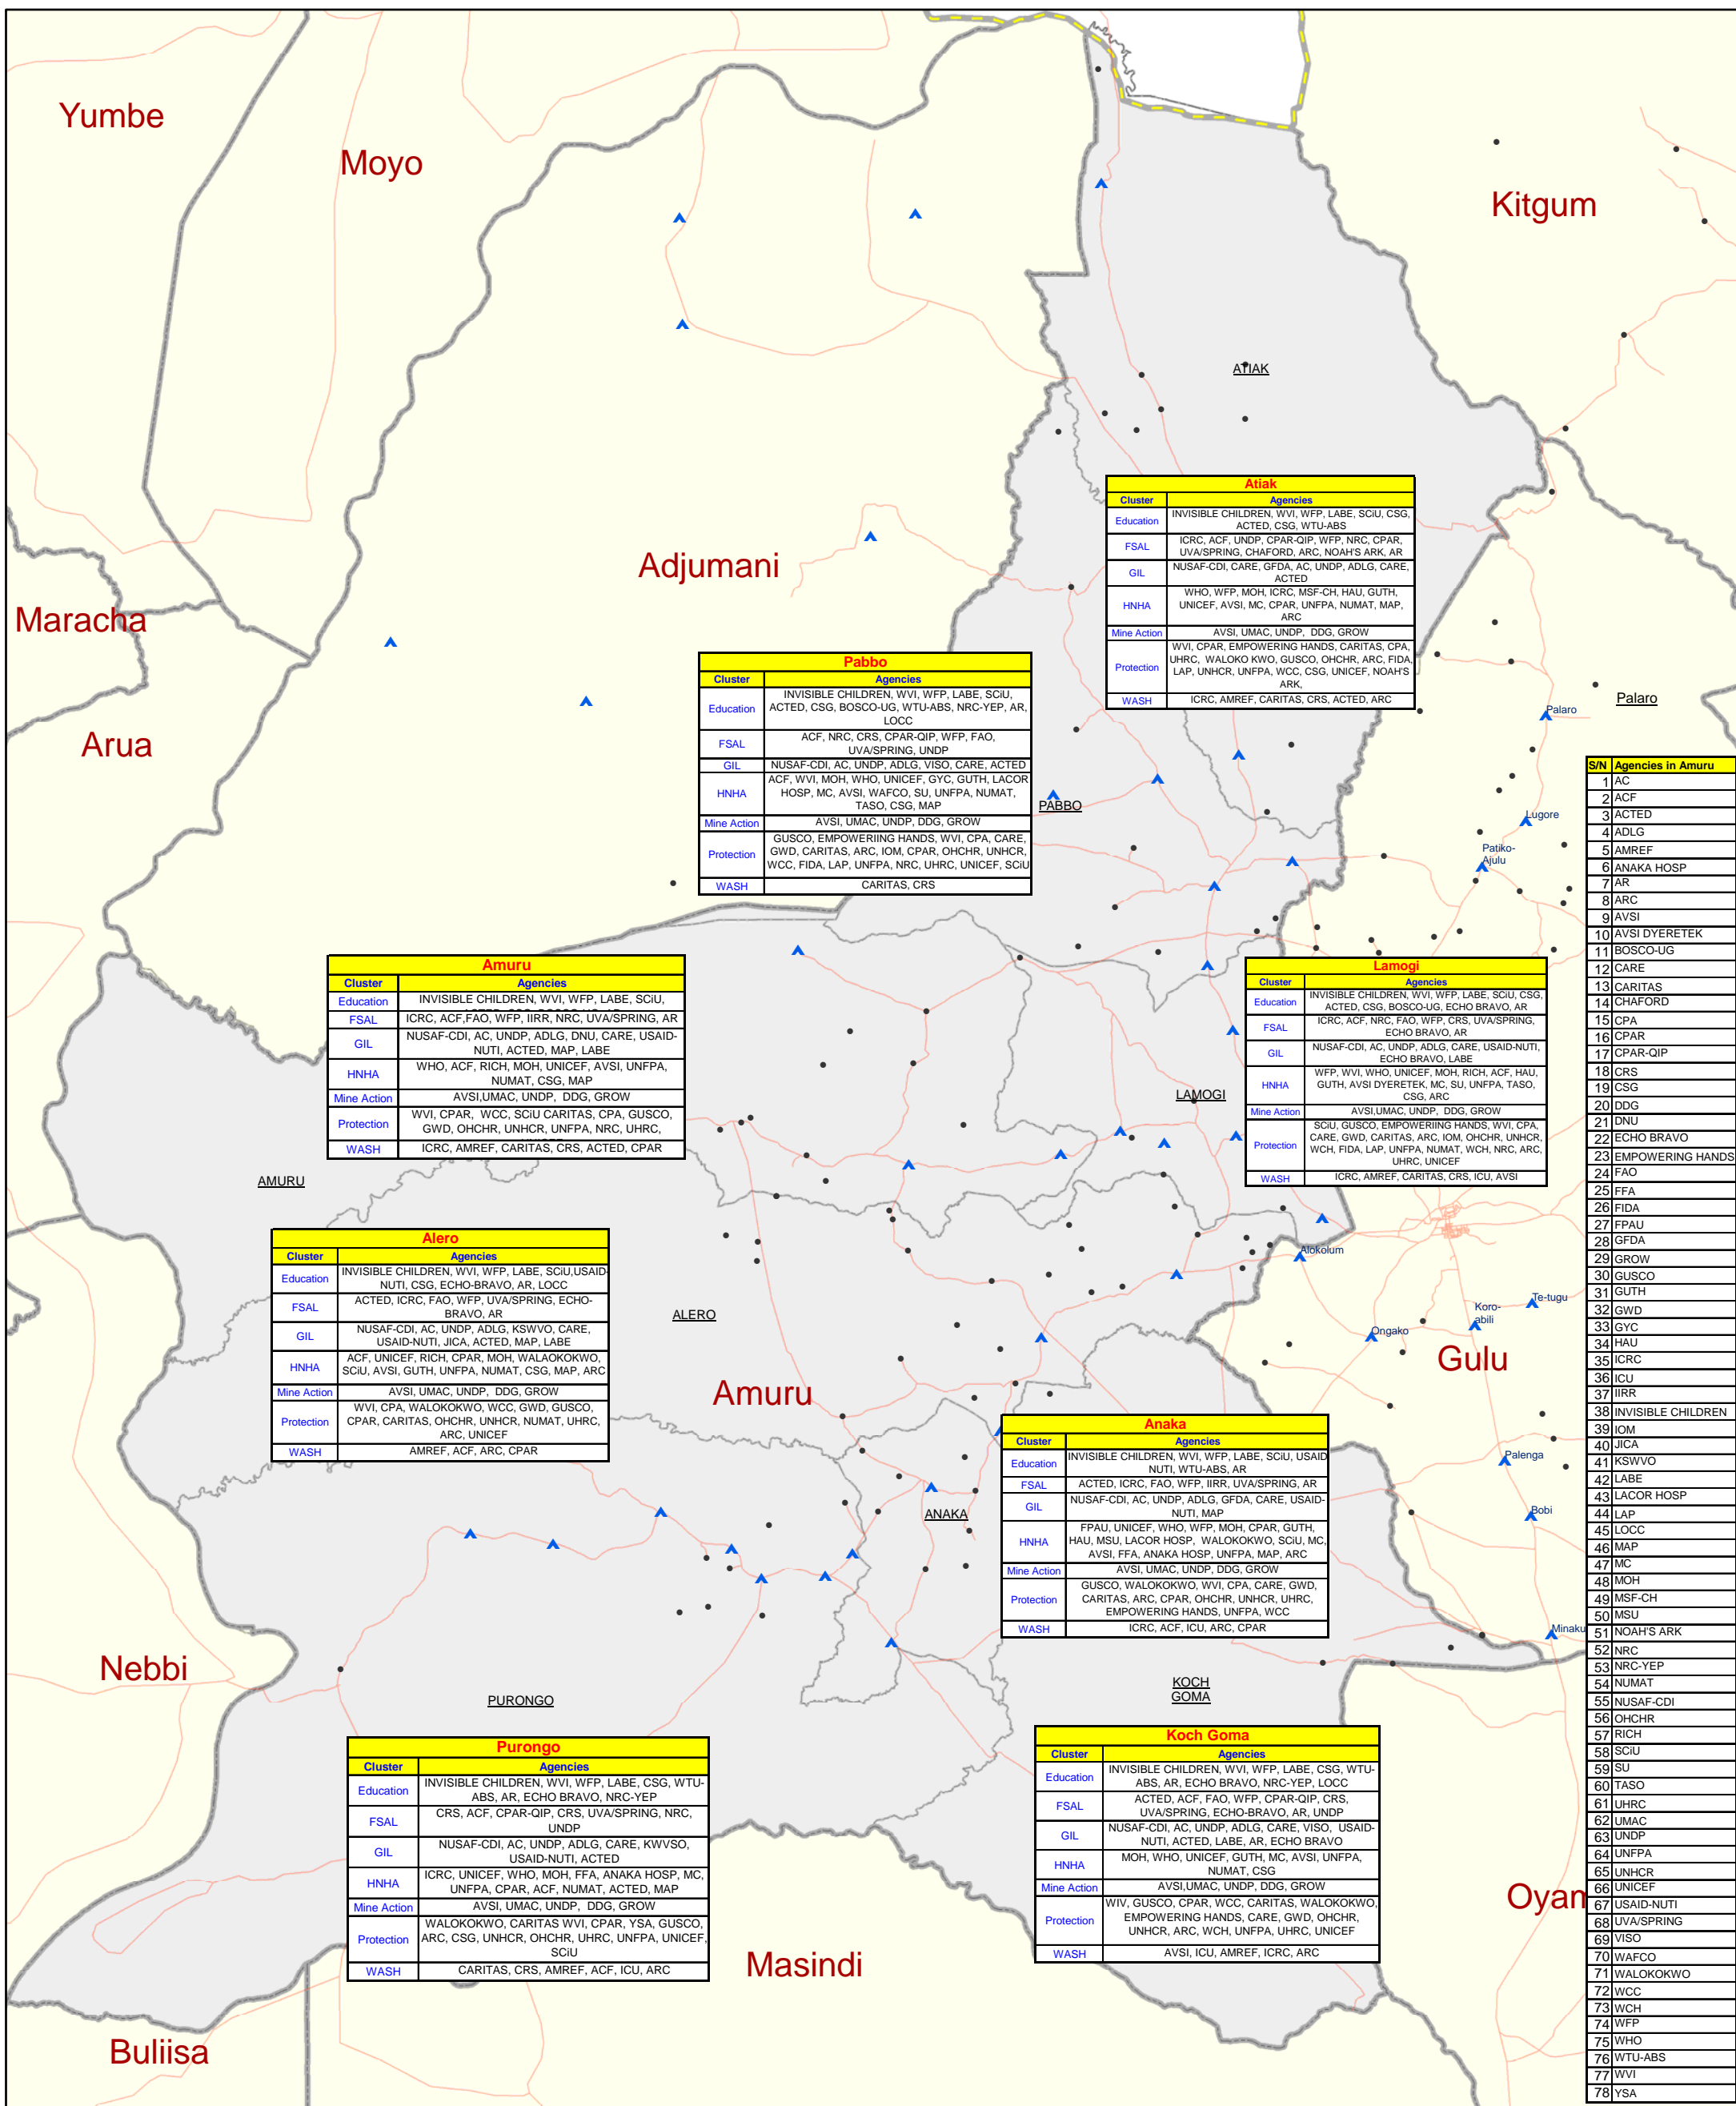 Yumbe
Moyo
Kitgum
ATIAK
Adjumani
Maracha
Arua
Atiak
Cluster Agencies
Education INVISIBLE CHILDREN, WVI, WFP, LABE, SCiU, CSG,
ACTED, CSG, WTU-ABS
FSAL ICRC, ACF, UNDP, CPAR-QIP, WFP, NRC, CPAR,
UVA/SPRING, CHAFORD, ARC, NOAH'S ARK, AR
GIL NUSAF-CDI, CARE, GFDA, AC, UNDP, ADLG, CARE,
ACTED
HNHA WHO, WFP, MOH, ICRC, MSF-CH, HAU, GUTH,
UNICEF, AVSI, MC, CPAR, UNFPA, NUMAT, MAP,
ARC
Mine Action AVSI, UMAC, UNDP, DDG, GROW
Protection WVI, CPAR, EMPOWERING HANDS, CARITAS, CPA,
UHRC, WALOKO KWO, GUSCO, OHCHR, ARC, FIDA,
LAP, UNHCR, UNFPA, WCC, CSG, UNICEF, NOAH'S
ARK,
WASH ICRC, AMREF, CARITAS, CRS, ACTED, ARC
Pabbo
Cluster Agencies
Education INVISIBLE CHILDREN, WVI, WFP, LABE, SCiU,
ACTED, CSG, BOSCO-UG, WTU-ABS, NRC-YEP, AR,
LOCC
FSAL ACF, NRC, CRS, CPAR-QIP, WFP, FAO,
UVA/SPRING, UNDP
GIL NUSAF-CDI, AC, UNDP, ADLG, VISO, CARE, ACTED
HNHA ACF, WVI, MOH, WHO, UNICEF, GYC, GUTH, LACOR
HOSP, MC, AVSI, WAFCO, SU, UNFPA, NUMAT,
TASO, CSG, MAP
Mine Action AVSI, UMAC, UNDP, DDG, GROW
Protection GUSCO, EMPOWERIING HANDS, WVI, CPA, CARE,
GWD, CARITAS, ARC, IOM, CPAR, OHCHR, UNHCR,
WCC, FIDA, LAP, UNFPA, NRC, UHRC, UNICEF, SCiU
WASH CARITAS, CRS
PABBO
Palaro
Palaro
Lugore
Patiko-
Ajulu
Amuru
Cluster Agencies
Education INVISIBLE CHILDREN, WVI, WFP, LABE, SCiU,
FSAL ICRC, ACF,FAO, WFP, IIRR, NRC, UVA/SPRING, AR
GIL NUSAF-CDI, AC, UNDP, ADLG, DNU, CARE, USAID-
NUTI, ACTED, MAP, LABE
HNHA WHO, ACF, RICH, MOH, UNICEF, AVSI, UNFPA,
NUMAT, CSG, MAP
Mine Action AVSI,UMAC, UNDP, DDG, GROW
Protection WVI, CPAR, WCC, SCiU CARITAS, CPA, GUSCO,
GWD, OHCHR, UNHCR, UNFPA, NRC, UHRC,
WASH ICRC, AMREF, CARITAS, CRS, ACTED, CPAR
Lamogi
Cluster Agencies
Education INVISIBLE CHILDREN, WVI, WFP, LABE, SCiU, CSG,
ACTED, CSG, BOSCO-UG, ECHO BRAVO, AR
FSAL ICRC, ACF, NRC, FAO, WFP, CRS, UVA/SPRING,
ECHO BRAVO, AR
GIL NUSAF-CDI, AC, UNDP, ADLG, CARE, USAID-NUTI,
ECHO BRAVO, LABE
HNHA WFP, WVI, WHO, UNICEF, MOH, RICH, ACF, HAU,
GUTH, AVSI DYERETEK, MC, SU, UNFPA, TASO,
CSG, ARC
Mine Action AVSI,UMAC, UNDP, DDG, GROW
Protection SCiU, GUSCO, EMPOWERIING HANDS, WVI, CPA,
CARE, GWD, CARITAS, ARC, IOM, OHCHR, UNHCR,
WCH, FIDA, LAP, UNFPA, NUMAT, WCH, NRC, ARC,
UHRC, UNICEF
WASH ICRC, AMREF, CARITAS, CRS, ICU, AVSI
LAMOGI
AMURU
Alero
Cluster Agencies
Education INVISIBLE CHILDREN, WVI, WFP, LABE, SCiU,USAID-
NUTI, CSG, ECHO-BRAVO, AR, LOCC
FSAL ACTED, ICRC, FAO, WFP, UVA/SPRING, ECHO-
BRAVO, AR
GIL NUSAF-CDI, AC, UNDP, ADLG, KSWVO, CARE,
USAID-NUTI, JICA, ACTED, MAP, LABE
HNHA ACF, UNICEF, RICH, CPAR, MOH, WALAOKOKWO,
SCiU, AVSI, GUTH, UNFPA, NUMAT, CSG, MAP, ARC
Mine Action AVSI, UMAC, UNDP, DDG, GROW
Protection WVI, CPA, WALOKOKWO, WCC, GWD, GUSCO,
CPAR, CARITAS, OHCHR, UNHCR, NUMAT, UHRC,
ARC, UNICEF
WASH AMREF, ACF, ARC, CPAR
ALERO
Amuru
Alokolum
Te-tugu
Koro-
abili
Ongako
Gulu
Palenga
Bobi
Minaku
Anaka
Cluster Agencies
Education INVISIBLE CHILDREN, WVI, WFP, LABE, SCiU, USAID
NUTI, WTU-ABS, AR
FSAL ACTED, ICRC, FAO, WFP, IIRR, UVA/SPRING, AR
GIL NUSAF-CDI, AC, UNDP, ADLG, GFDA, CARE, USAID-
NUTI, MAP
HNHA FPAU, UNICEF, WHO, WFP, MOH, CPAR, GUTH,
HAU, MSU, LACOR HOSP, WALOKOKWO, SCiU, MC,
AVSI, FFA, ANAKA HOSP, UNFPA, MAP, ARC
Mine Action AVSI, UMAC, UNDP, DDG, GROW
Protection GUSCO, WALOKOKWO, WVI, CPA, CARE, GWD,
CARITAS, ARC, CPAR, OHCHR, UNHCR, UHRC,
EMPOWERING HANDS, UNFPA, WCC
WASH ICRC, ACF, ICU, ARC, CPAR
ANAKA
Nebbi
PURONGO
KOCH
GOMA
Purongo
Cluster Agencies
Education INVISIBLE CHILDREN, WVI, WFP, LABE, CSG, WTU-
ABS, AR, ECHO BRAVO, NRC-YEP
FSAL CRS, ACF, CPAR-QIP, CRS, UVA/SPRING, NRC,
UNDP
GIL NUSAF-CDI, AC, UNDP, ADLG, CARE, KWVSO,
USAID-NUTI, ACTED
HNHA ICRC, UNICEF, WHO, MOH, FFA, ANAKA HOSP, MC,
UNFPA, CPAR, ACF, NUMAT, ACTED, MAP
Mine Action AVSI, UMAC, UNDP, DDG, GROW
Protection WALOKOKWO, CARITAS WVI, CPAR, YSA, GUSCO,
ARC, CSG, UNHCR, OHCHR, UHRC, UNFPA, UNICEF,
SCiU
WASH CARITAS, CRS, AMREF, ACF, ICU, ARC
Koch Goma
Cluster Agencies
Education INVISIBLE CHILDREN, WVI, WFP, LABE, CSG, WTU-
ABS, AR, ECHO BRAVO, NRC-YEP, LOCC
FSAL ACTED, ACF, FAO, WFP, CPAR-QIP, CRS,
UVA/SPRING, ECHO-BRAVO, AR, UNDP
GIL NUSAF-CDI, AC, UNDP, ADLG, CARE, VISO, USAID-
NUTI, ACTED, LABE, AR, ECHO BRAVO
HNHA MOH, WHO, UNICEF, GUTH, MC, AVSI, UNFPA,
NUMAT, CSG
Mine Action AVSI,UMAC, UNDP, DDG, GROW
Protection WIV, GUSCO, CPAR, WCC, CARITAS, WALOKOKWO,
EMPOWERING HANDS, CARE, GWD, OHCHR,
UNHCR, ARC, WCH, UNFPA, UHRC, UNICEF
WASH AVSI, ICU, AMREF, ICRC, ARC
Masindi
Buliisa
Oyam
S/N Agencies in Amuru
1 AC
2 ACF
3 ACTED
4 ADLG
5 AMREF
6 ANAKA HOSP
7 AR
8 ARC
9 AVSI
10 AVSI DYERETEK
11 BOSCO-UG
12 CARE
13 CARITAS
14 CHAFORD
15 CPA
16 CPAR
17 CPAR-QIP
18 CRS
19 CSG
20 DDG
21 DNU
22 ECHO BRAVO
23 EMPOWERING HANDS
24 FAO
25 FFA
26 FIDA
27 FPAU
28 GFDA
29 GROW
30 GUSCO
31 GUTH
32 GWD
33 GYC
34 HAU
35 ICRC
36 ICU
37 IIRR
38 INVISIBLE CHILDREN
39 IOM
40 JICA
41 KSWVO
42 LABE
43 LACOR HOSP
44 LAP
45 LOCC
46 MAP
47 MC
48 MOH
49 MSF-CH
50 MSU
51 NOAH'S ARK
52 NRC
53 NRC-YEP
54 NUMAT
55 NUSAF-CDI
56 OHCHR
57 RICH
58 SCiU
59 SU
60 TASO
61 UHRC
62 UMAC
63 UNDP
64 UNFPA
65 UNHCR
66 UNICEF
67 USAID-NUTI
68 UVA/SPRING
69 VISO
70 WAFCO
71 WALOKOKWO
72 WCC
73 WCH
74 WFP
75 WHO
76 WTU-ABS
77 WVI
78 YSA